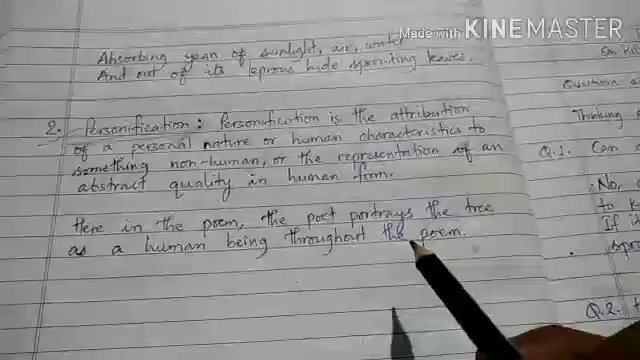 Made with KINEMASTER
Absorbing years of sunlight, air, water
And out of its leprous hide sprouting leaves.
2. Personification: Personification is the attribution
of a personal nature or human characteristics to
something non-human, or the representation of an
abstract quality in human from.
Here in the poem, the poet portrays the tree
as a human being throughout the poem.
Question a
Thinking
Q.1. Can
No,
to k
If i
spro
Q.2.